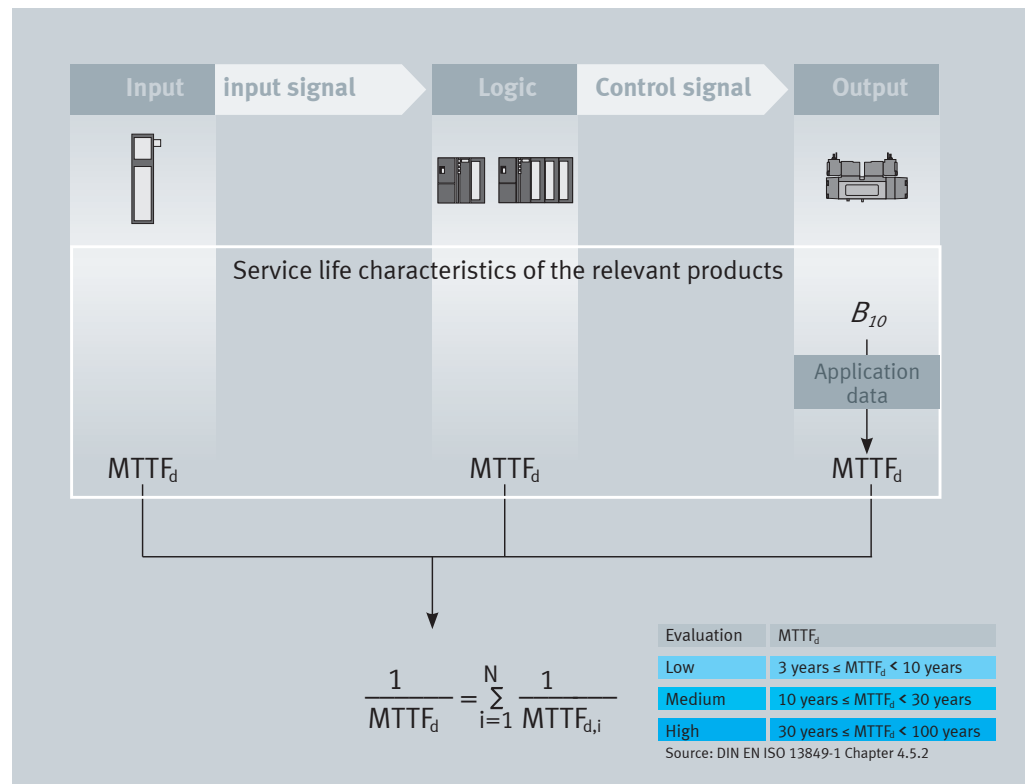 Input input signal Logic Control signal Output
Service life characteristics of the relevant products
B10
Application
data
MTTFd MTTFd MTTFd
1/MTTFd = N Σ i=1 1/MTTFd,i
Evaluation MTTFd
Low 3 years ≤ MTTFd < 10 years
Medium 10 years ≤ MTTFd < 30 years
High 30 years ≤ MTTFd < 100 years
Source: DIN EN ISO 13849-1 Chapter 4.5.2